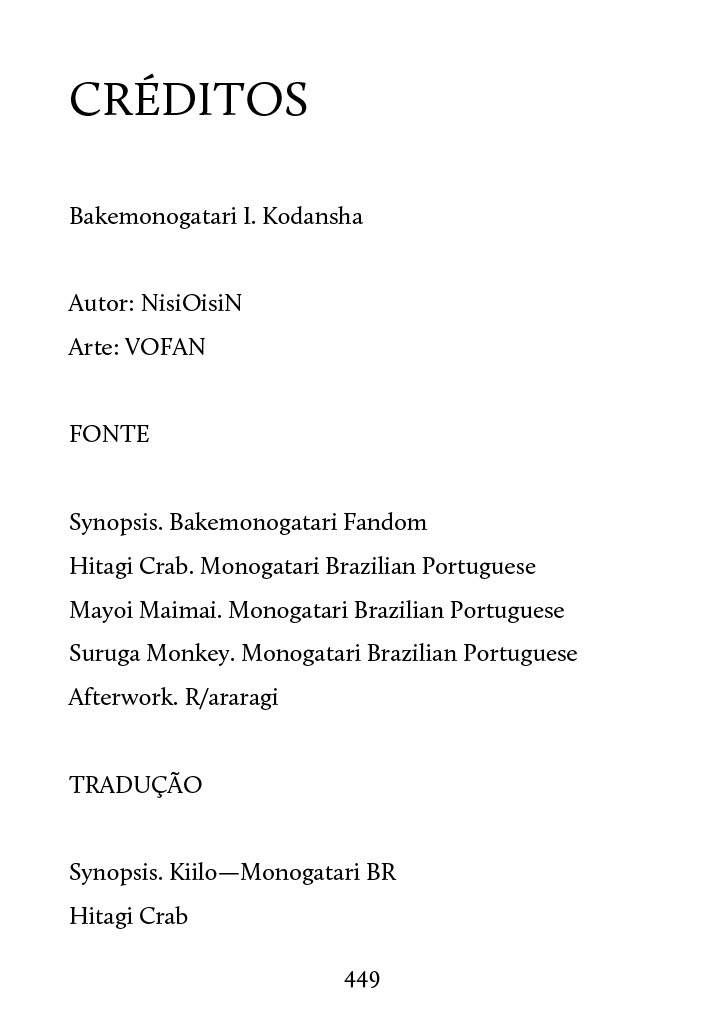 CRÉDITOS
Bakemonogatari I. Kodansha
Autor: NisiOisiN
Arte: VOFAN
FONTE
Synopsis. Bakemonogatari Fandom
Hitagi Crab. Monogatari Brazilian Portuguese
Mayoi Maimai. Monogatari Brazilian Portuguese
Suruga Monkey. Monogatari Brazilian Portuguese
Afterwork. R/araragi
TRADUÇÃO
Synopsis. Kiilo—Monogatari BR
Hitagi Crab
449